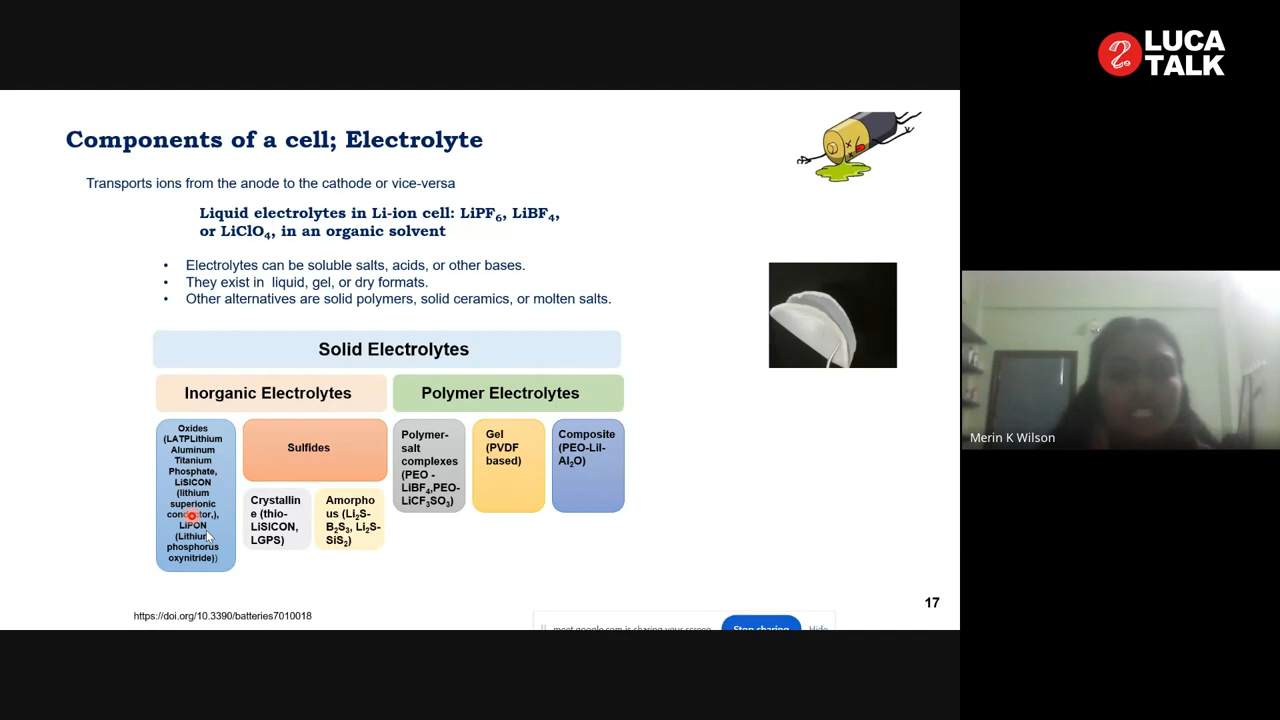 LUCA
TALK
Components of a cell; Electrolyte
Transports ions from the anode to the cathode or vice-versa
Liquid electrolytes in Li-ion cell: LiPF₆, LiBF₄,
or LiClO₄, in an organic solvent
• Electrolytes can be soluble salts, acids, or other bases.
• They exist in liquid, gel, or dry formats.
• Other alternatives are solid polymers, solid ceramics, or molten salts.
Solid Electrolytes
Inorganic Electrolytes
Polymer Electrolytes
Oxides
(LATPLithium
Aluminum
Titanium
Phosphate,
LiSICON
(lithium
superionic
conductor,),
LiPON
(Lithium
phosphorus
oxynitride))
Sulfides
Crystallin
e (thio-
LiSICON,
LGPS)
Amorpho
us (Li₂S-
B₂S₃, Li₂S-
SiS₂)
Polymer-
salt
complexes
(PEO -
LiBF₄,PEO-
LiCF₃SO₃)
Gel
(PVDF
based)
Composite
(PEO-LiI-
Al₂O)
https://doi.org/10.3390/batteries7010018
17
meet.google.com is sharing your screen.
Stop sharing
Hide
Merin K Wilson